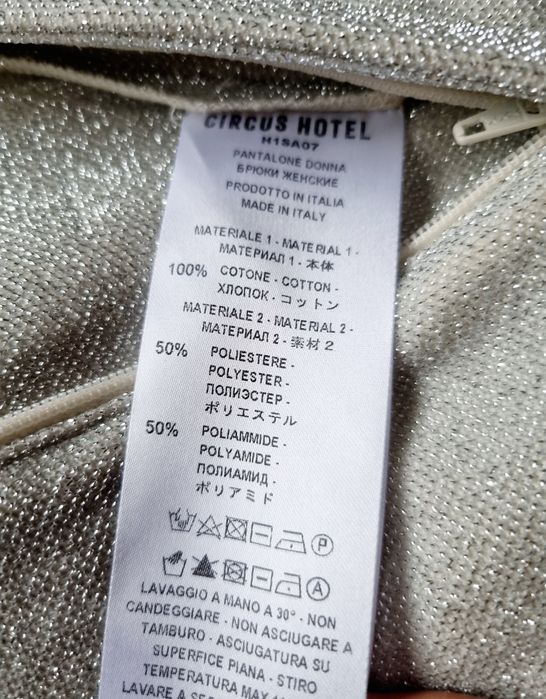 CIRCUS HOTEL
H1SA07
PANTALONE DONNA
БРЮКИ ЖЕНСКИЕ
PRODOTTO IN ITALIA
MADE IN ITALY
MATERIALE 1 - MATERIAL 1 -
МАТЕРИАЛ 1 - 本体
100% COTONE - COTTON -
ХЛОПОК - コットン
MATERIALE 2 - MATERIAL 2 -
МАТЕРИАЛ 2 - 素材 2
50% POLIESTERE -
POLYESTER -
ПОЛИЭСТЕР -
ポリエステル
50% POLIAMMIDE -
POLYAMIDE -
ПОЛИАМИД -
ポリアミド
P
A
LAVAGGIO A MANO A 30° - NON
CANDEGGIARE - NON ASCIUGARE A
TAMBURO - ASCIUGATURA SU
SUPERFICE PIANA - STIRO
TEMPERATURA MAX
LAVARE A